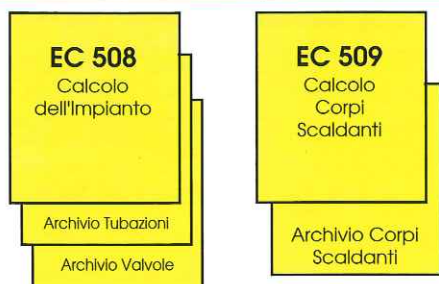 EC 508
Calcolo
dell'Impianto
Archivio Tubazioni
Archivio Valvole
EC 509
Calcolo
Corpi
Scaldanti
Archivio Corpi
Scaldanti